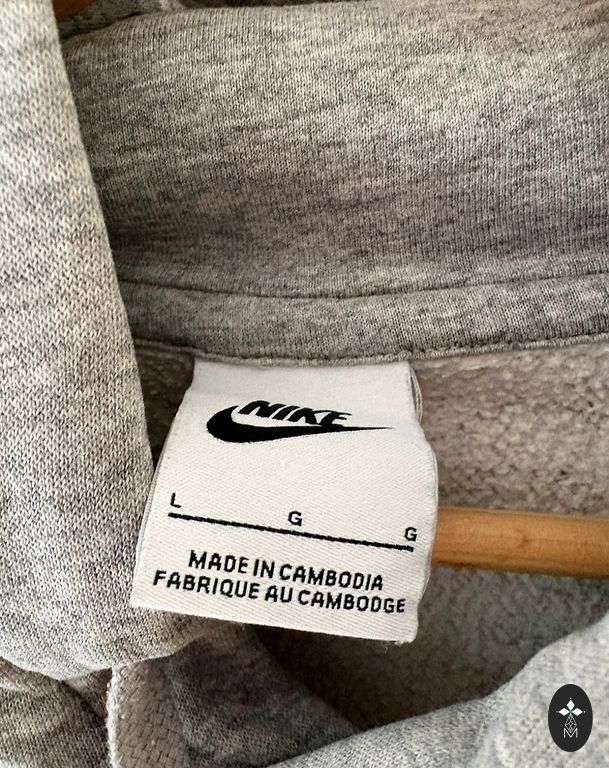 NIKE
L G G
MADE IN CAMBODIA
FABRIQUE AU CAMBODGE
M